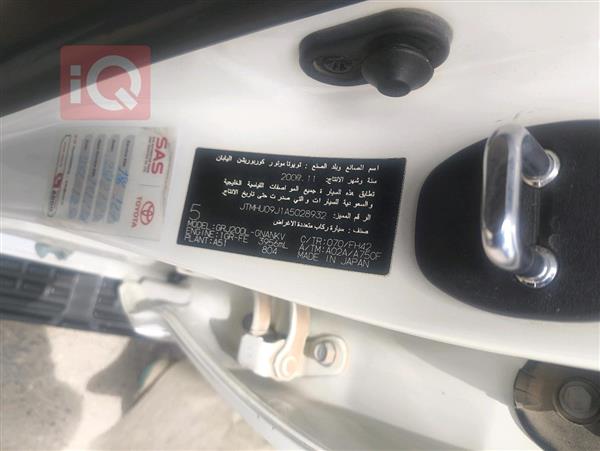 iQ
SAS
TOYOTA
اسم الصانع وبلد الصنع : تويوتا موتور كوربوريشن اليابان
سنة وشهر الانتاج: 2009.11
تطابق هذه السيارة جميع المواصفات القياسية الخليجية
والسعودية للسيارات والتي صدرت حتى تاريخ الانتاج
الرقم المميز: JTMHU09J1A5028932
صنف : سيارة ركاب متعددة الاغراض
5
MODEL:GRJ200L-GNANKV C/TR:070/FH42
ENGINE:1GR-FE 3956mL A/TM:A02A/A750F
PLANT:A51 804 MADE IN JAPAN